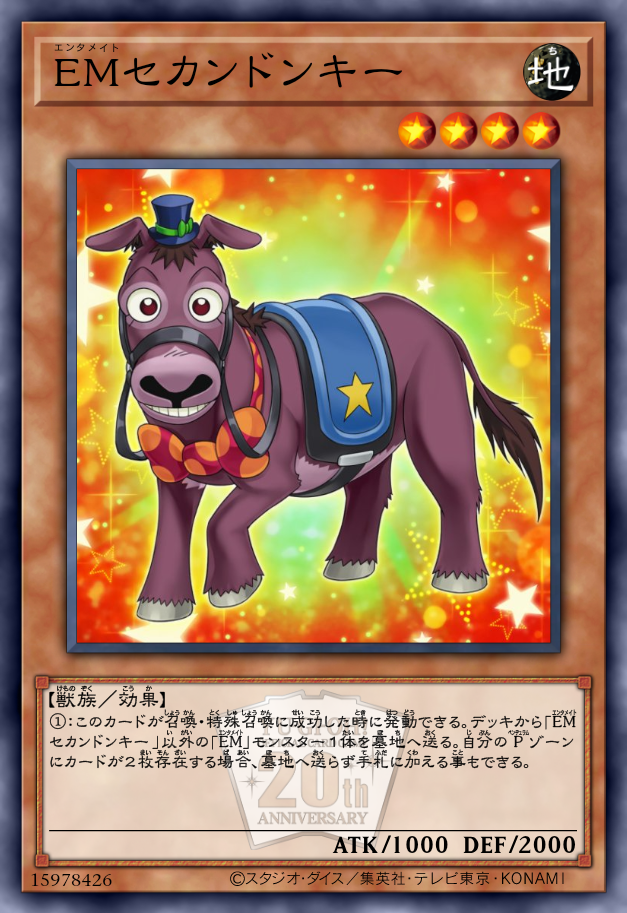 エンタメイト
EMセカンドンキー
ち
地
【獣族／効果】
①：このカードが召喚・特殊召喚に成功した時に発動できる。デッキから「EM
セカンドンキー」以外の「EM」モンスター１体を墓地へ送る。自分のＰゾーン
にカードが２枚存在する場合、墓地へ送らず手札に加える事もできる。
YU-GI-OH!
20th
ANNIVERSARY
ATK/1000 DEF/2000
15978426 ©スタジオ・ダイス／集英社・テレビ東京・KONAMI